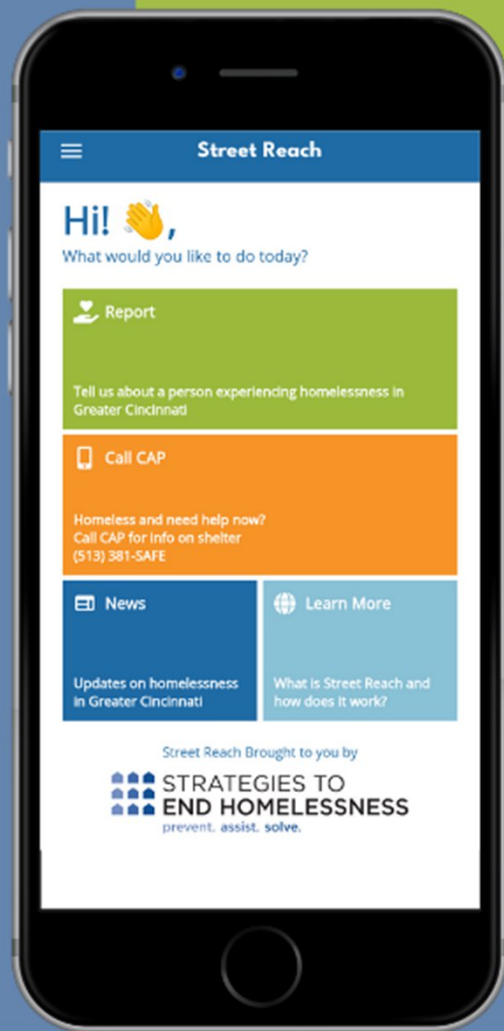 Street Reach
Hi! 👋,
What would you like to do today?
Report
Tell us about a person experiencing homelessness in
Greater Cincinnati
Call CAP
Homeless and need help now?
Call CAP for info on shelter
(513) 381-SAFE
News
Updates on homelessness
in Greater Cincinnati
Learn More
What is Street Reach and
how does it work?
Street Reach Brought to you by
STRATEGIES TO
END HOMELESSNESS
prevent. assist. solve.